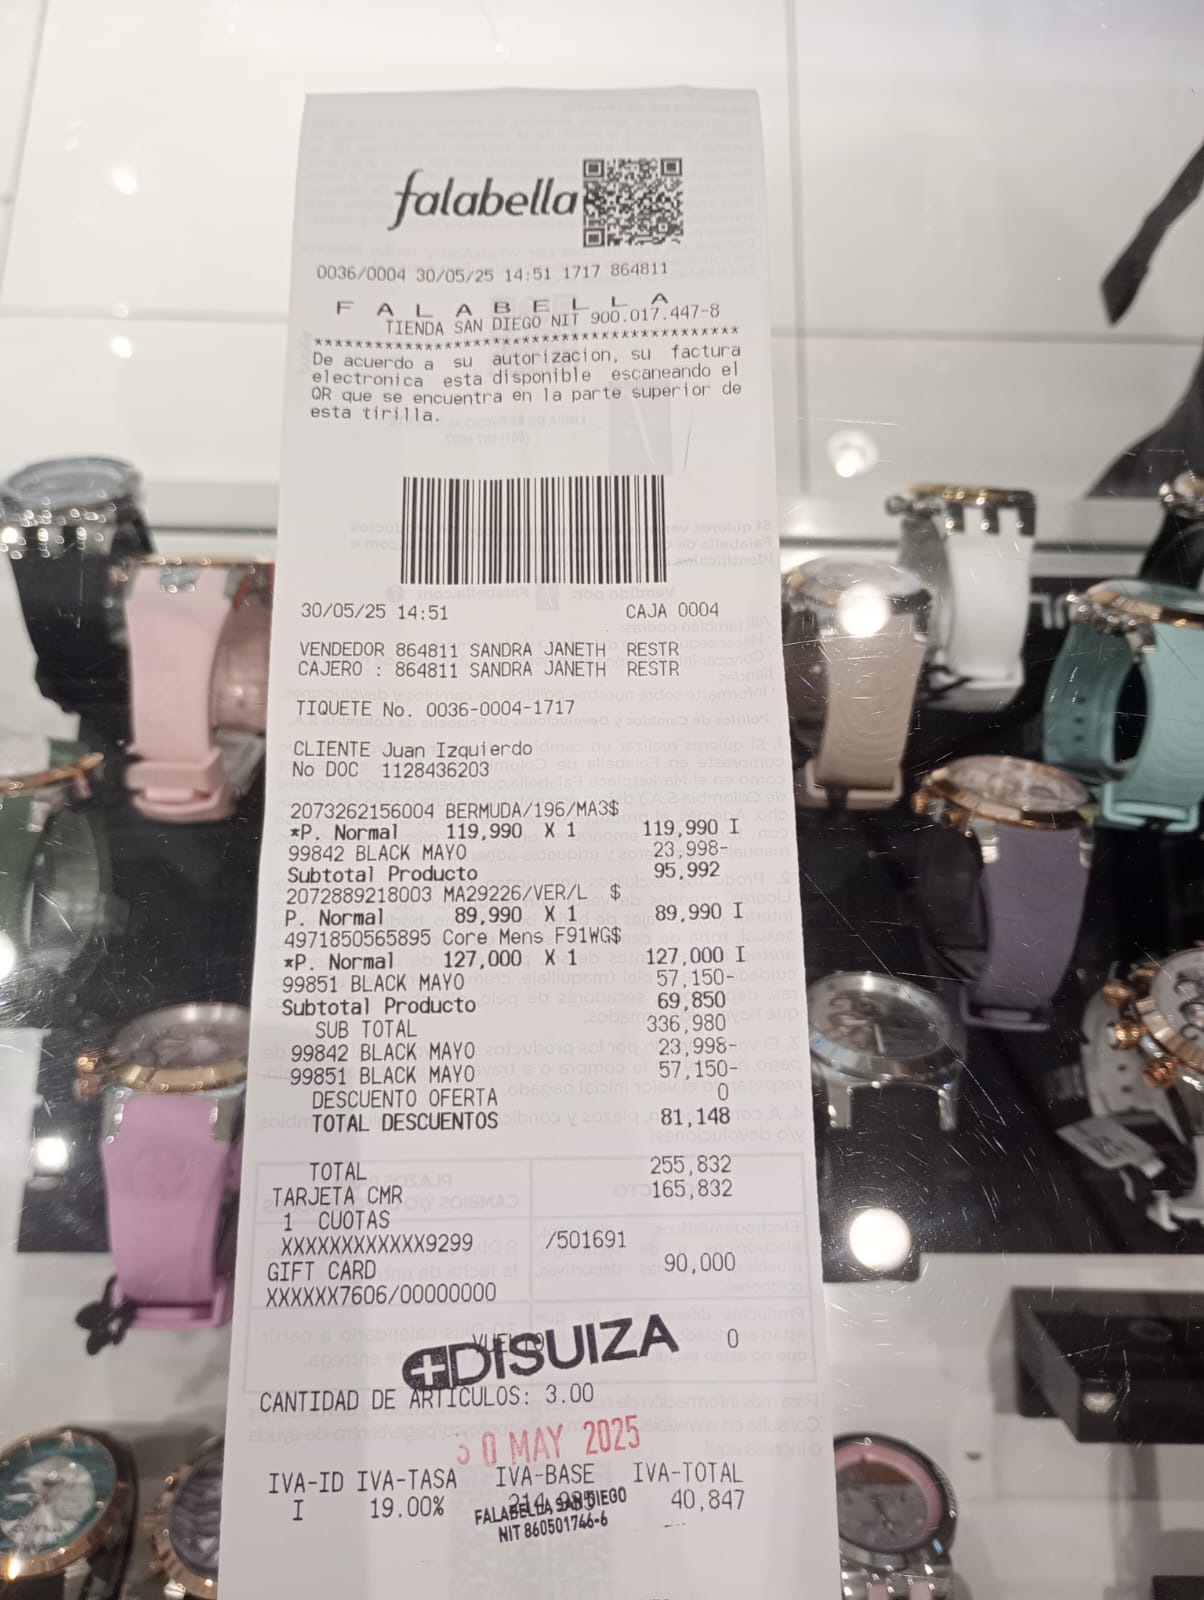 falabella
0036/0004 30/05/25 14:51 1717 864811
F A L A B E L L A
TIENDA SAN DIEGO NIT 900.017.447-8
****************************************
De acuerdo a su autorizacion, su factura
electronica esta disponible escaneando el
QR que se encuentra en la parte superior de
esta tirilla.
30/05/25 14:51 CAJA 0004
VENDEDOR 864811 SANDRA JANETH RESTR
CAJERO : 864811 SANDRA JANETH RESTR
TIQUETE No. 0036-0004-1717
CLIENTE Juan Izquierdo
No DOC 1128436203
2073262156004 BERMUDA/196/MA3$
*P. Normal 119,990 X 1 119,990 I
99842 BLACK MAYO 23,998-
Subtotal Producto 95,992
2072889218003 MA29226/VER/L $
P. Normal 89,990 X 1 89,990 I
4971850565895 Core Mens F91WG$
*P. Normal 127,000 X 1 127,000 I
99851 BLACK MAYO 57,150-
Subtotal Producto 69,850
SUB TOTAL 336,980
99842 BLACK MAYO 23,998-
99851 BLACK MAYO 57,150-
DESCUENTO OFERTA 0
TOTAL DESCUENTOS 81,148
TOTAL 255,832
TARJETA CMR 165,832
1 CUOTAS
XXXXXXXXXXXX9299 /501691
GIFT CARD 90,000
XXXXXX7606/00000000
VUELTO 0
DISUIZA
CANTIDAD DE ARTICULOS: 3.00
30 MAY 2025
IVA-ID IVA-TASA IVA-BASE IVA-TOTAL
I 19.00% 214,985 40,847
FALABELLA SAN DIEGO
NIT 860501746-6